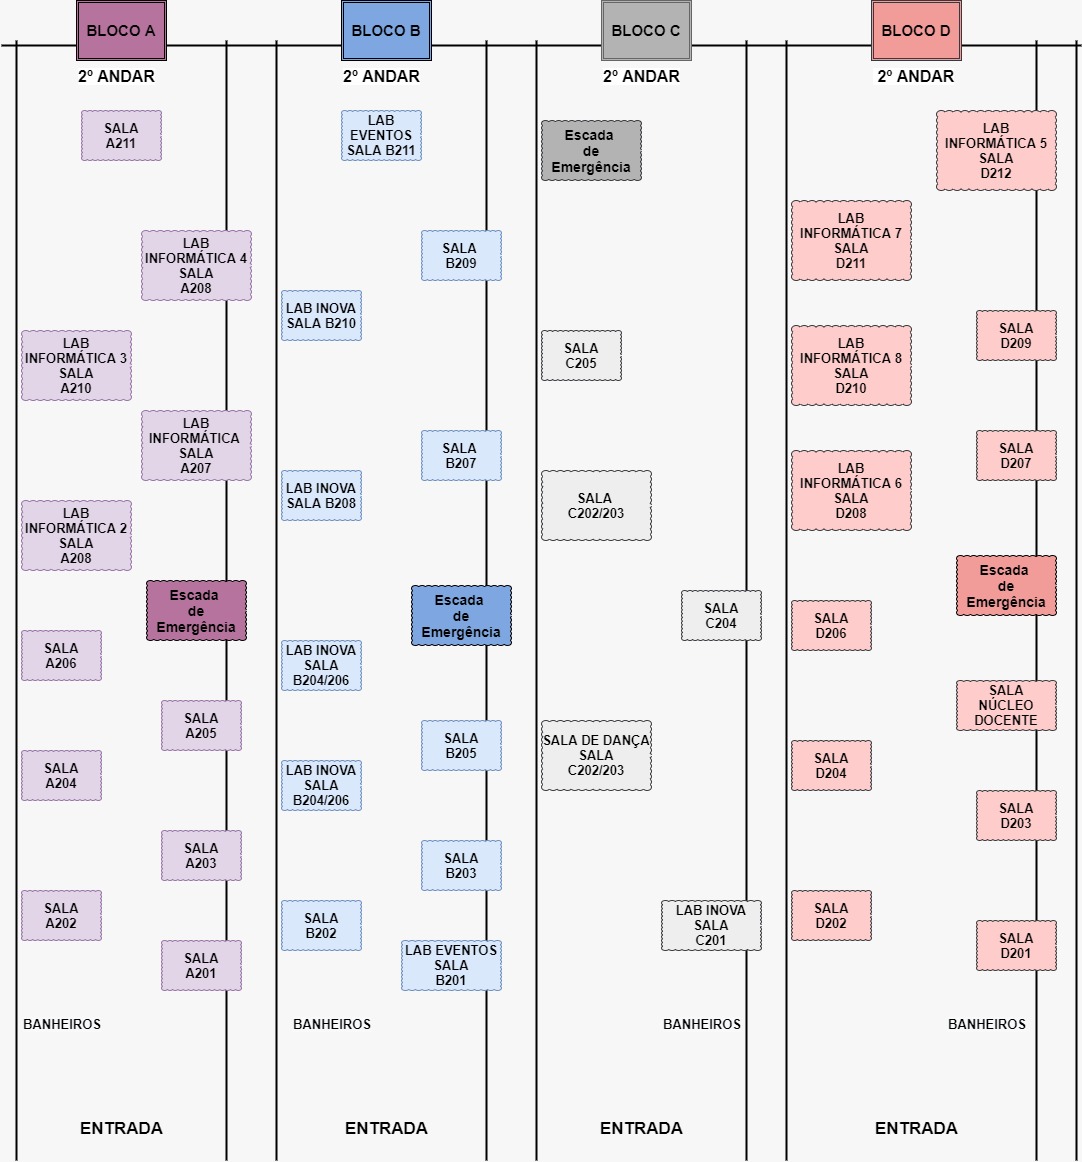 BLOCO A
2º ANDAR
SALA
A211
LAB
INFORMÁTICA 4
SALA
A208
LAB
INFORMÁTICA 3
SALA
A210
LAB
INFORMÁTICA
SALA
A207
LAB
INFORMÁTICA 2
SALA
A208
Escada
de
Emergência
SALA
A206
SALA
A205
SALA
A204
SALA
A203
SALA
A202
SALA
A201
BANHEIROS
ENTRADA
BLOCO B
2º ANDAR
LAB
EVENTOS
SALA B211
SALA
B209
LAB INOVA
SALA B210
SALA
B207
LAB INOVA
SALA B208
Escada
de
Emergência
LAB INOVA
SALA
B204/206
SALA
B205
LAB INOVA
SALA
B204/206
SALA
B203
SALA
B202
LAB EVENTOS
SALA
B201
BANHEIROS
ENTRADA
BLOCO C
2º ANDAR
Escada
de
Emergência
SALA
C205
SALA
C202/203
SALA
C204
SALA DE DANÇA
SALA
C202/203
LAB INOVA
SALA
C201
BANHEIROS
ENTRADA
BLOCO D
2º ANDAR
LAB
INFORMÁTICA 5
SALA
D212
LAB
INFORMÁTICA 7
SALA
D211
SALA
D209
LAB
INFORMÁTICA 8
SALA
D210
SALA
D207
LAB
INFORMÁTICA 6
SALA
D208
Escada
de
Emergência
SALA
D206
SALA
NÚCLEO
DOCENTE
SALA
D204
SALA
D203
SALA
D202
SALA
D201
BANHEIROS
ENTRADA